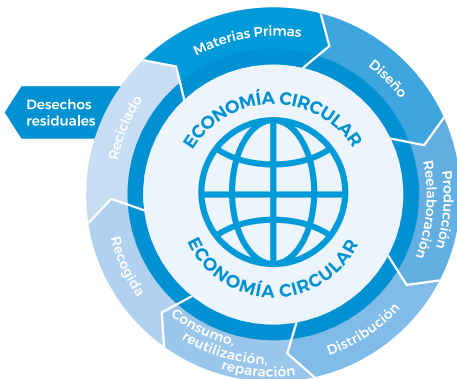 Materias Primas
Diseño
Producción
Reelaboración
Distribución
Consumo,
reutilización,
reparación
Recogida
Reciclado
Desechos
residuales
ECONOMÍA CIRCULAR
ECONOMÍA CIRCULAR